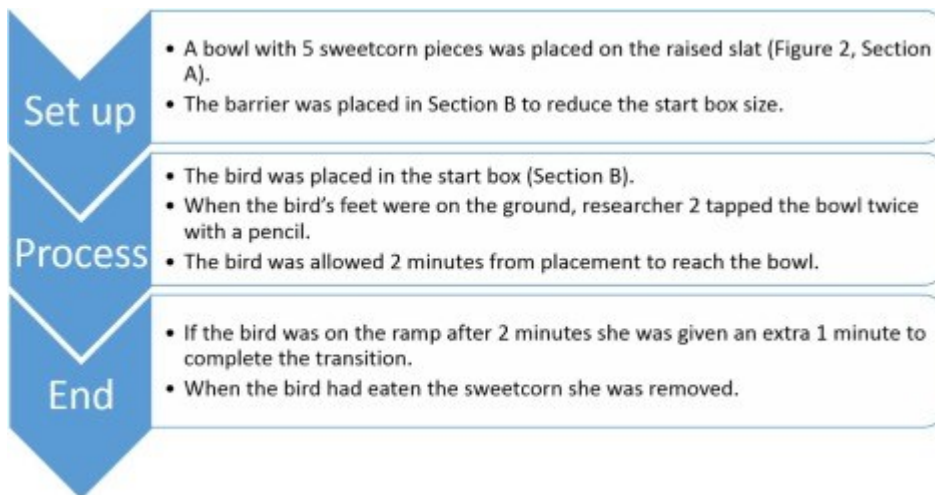 Set up
• A bowl with 5 sweetcorn pieces was placed on the raised slat (Figure 2, Section
A).
• The barrier was placed in Section B to reduce the start box size.
Process
• The bird was placed in the start box (Section B).
• When the bird's feet were on the ground, researcher 2 tapped the bowl twice
with a pencil.
• The bird was allowed 2 minutes from placement to reach the bowl.
End
• If the bird was on the ramp after 2 minutes she was given an extra 1 minute to
complete the transition.
• When the bird had eaten the sweetcorn she was removed.